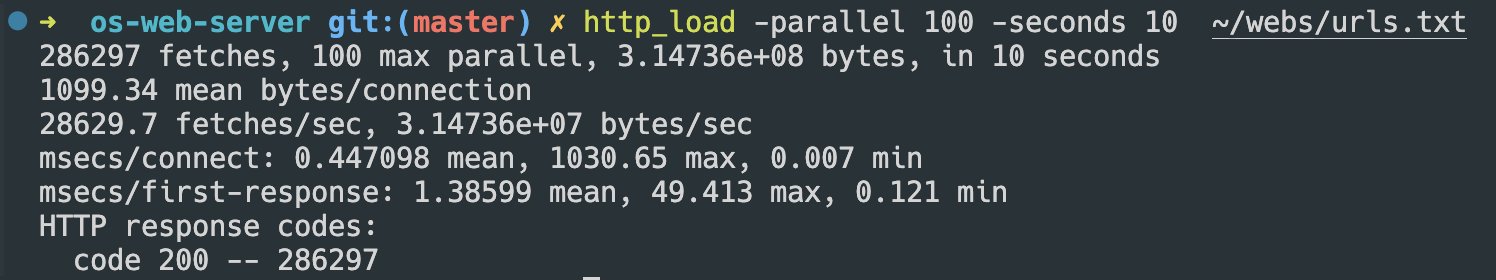 ➜ os-web-server git:(master) ✗ http_load -parallel 100 -seconds 10 ~/webs/urls.txt
286297 fetches, 100 max parallel, 3.14736e+08 bytes, in 10 seconds
1099.34 mean bytes/connection
28629.7 fetches/sec, 3.14736e+07 bytes/sec
msecs/connect: 0.447098 mean, 1030.65 max, 0.007 min
msecs/first-response: 1.38599 mean, 49.413 max, 0.121 min
HTTP response codes:
code 200 -- 286297